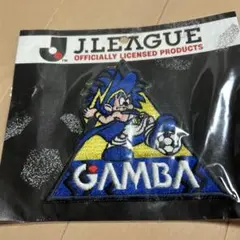 J.LEAGUE
OFFICIALLY LICENSED PRODUCTS
GAMBA